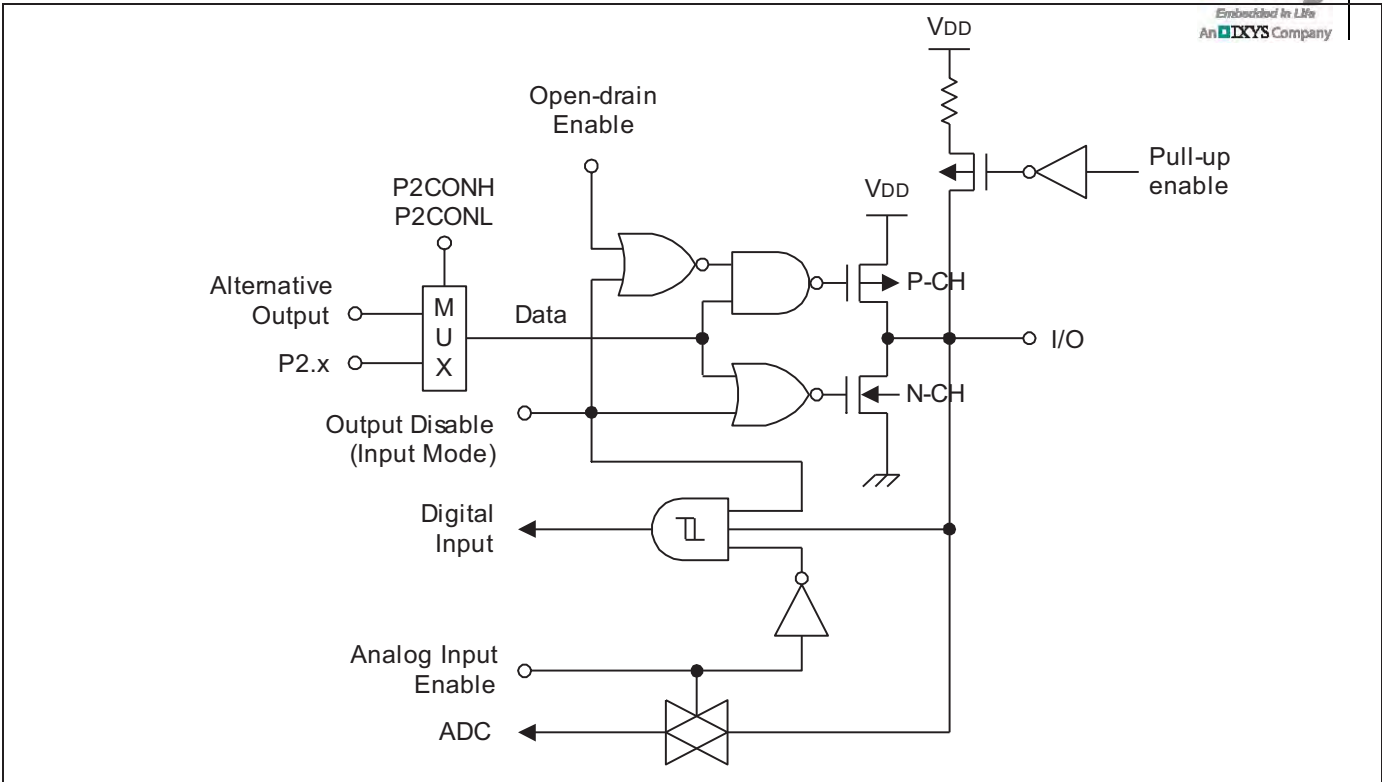 Embedded In Life
An IXYS Company
VDD
Open-drain
Enable
Pull-up
enable
P2CONH
P2CONL
VDD
Alternative
Output
M
U
X
Data
P-CH
I/O
P2.x
N-CH
Output Disable
(Input Mode)
Digital
Input
Analog Input
Enable
ADC